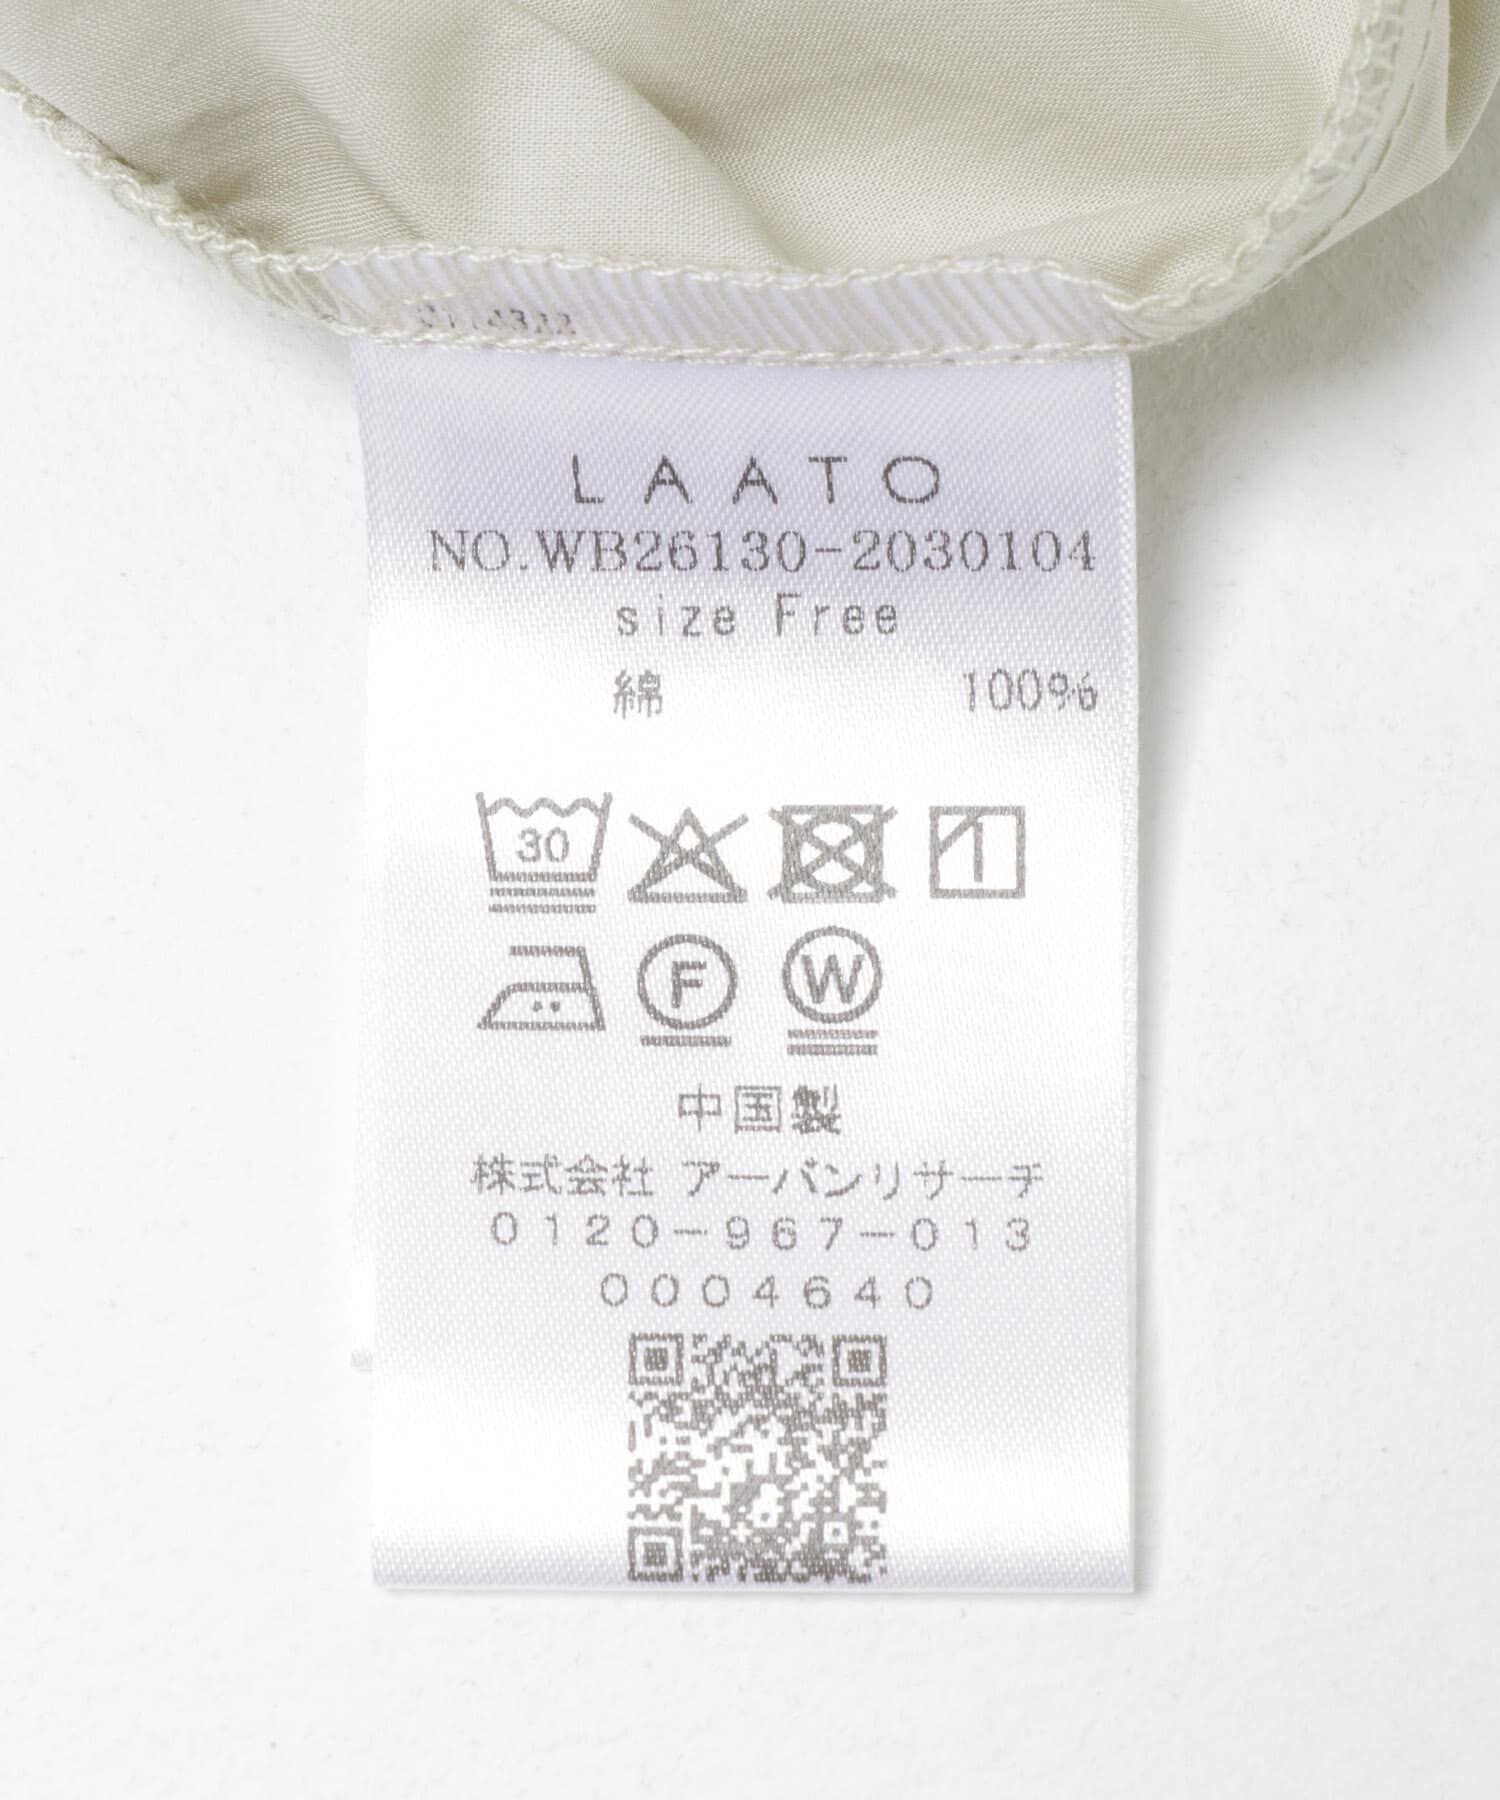 LAATO
NO.WB26130-2030104
size Free
綿 100%
30
F W
中国製
株式会社 アーバンリサーチ
0120-967-013
0004640